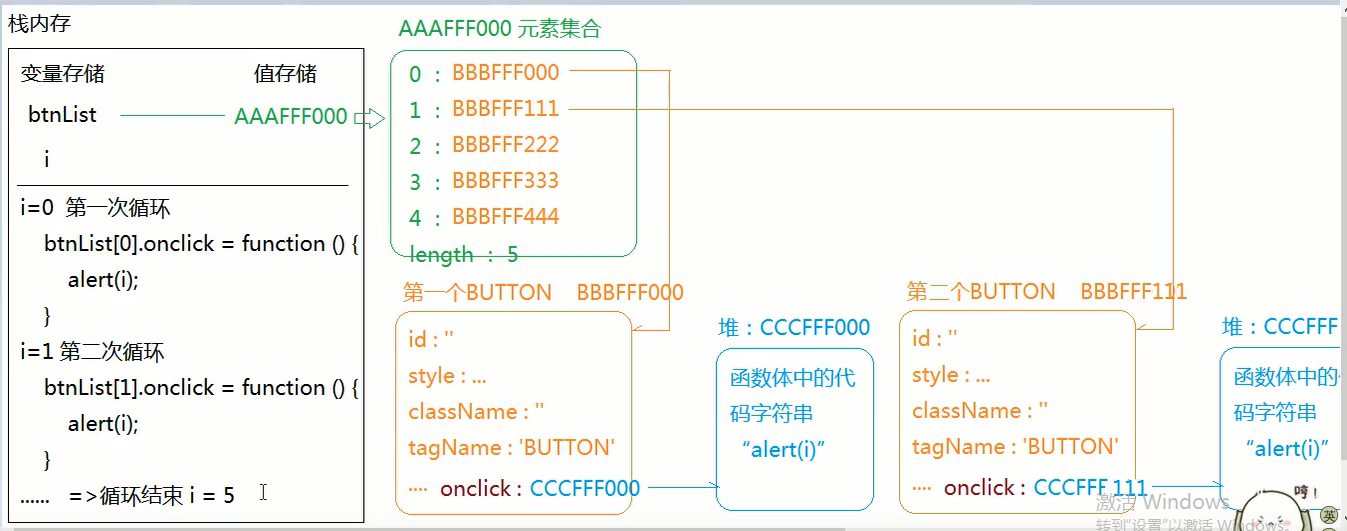 栈内存
变量存储 值存储
btnList AAAFFF000
i
i=0 第一次循环
btnList[0].onclick = function () {
alert(i);
}
i=1 第二次循环
btnList[1].onclick = function () {
alert(i);
}
...... =>循环结束 i = 5
AAAFFF000 元素集合
0 : BBBFFF000
1 : BBBFFF111
2 : BBBFFF222
3 : BBBFFF333
4 : BBBFFF444
length : 5
第一个BUTTON BBBFFF000
id : ''
style : ...
className : ''
tagName : 'BUTTON'
.... onclick : CCCFFF000
堆：CCCFFF000
函数体中的代
码字符串
“alert(i)”
第二个BUTTON BBBFFF111
id : ''
style : ...
className : ''
tagName : 'BUTTON'
.... onclick : CCCFFF111
堆：CCCFFF
函数体中的
码字符串
“alert(i)”
激活 Windows
转到"设置"以激活 Windows。
哼！
英